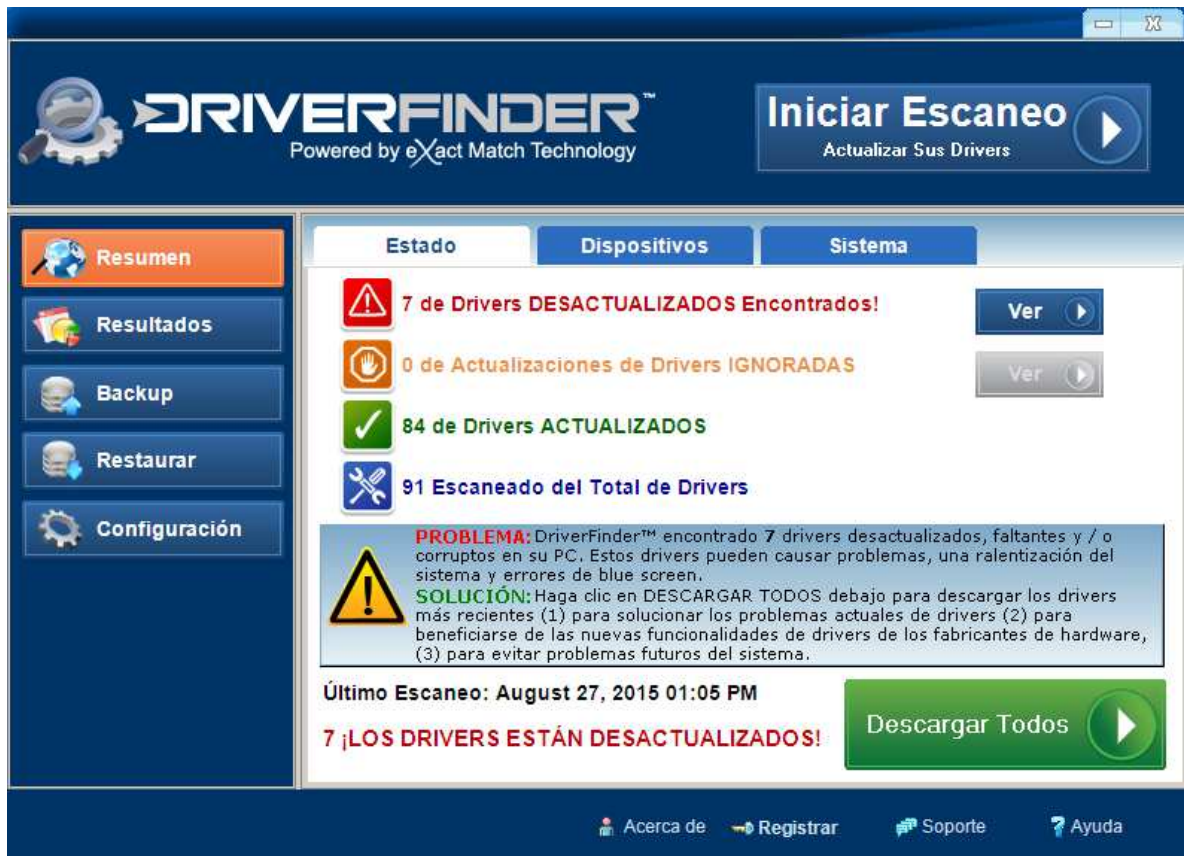 DRIVERFINDER™
Powered by eXact Match Technology
Iniciar Escaneo
Actualizar Sus Drivers
Resumen
Resultados
Backup
Restaurar
Configuración
Estado
Dispositivos
Sistema
7 de Drivers DESACTUALIZADOS Encontrados!
Ver
0 de Actualizaciones de Drivers IGNORADAS
Ver
84 de Drivers ACTUALIZADOS
91 Escaneado del Total de Drivers
PROBLEMA: DriverFinder™ encontrado 7 drivers desactualizados, faltantes y / o
corruptos en su PC. Estos drivers pueden causar problemas, una ralentización del
sistema y errores de blue screen.
SOLUCIÓN: Haga clic en DESCARGAR TODOS debajo para descargar los drivers
más recientes (1) para solucionar los problemas actuales de drivers (2) para
beneficiarse de las nuevas funcionalidades de drivers de los fabricantes de hardware,
(3) para evitar problemas futuros del sistema.
Último Escaneo: August 27, 2015 01:05 PM
7 ¡LOS DRIVERS ESTÁN DESACTUALIZADOS!
Descargar Todos
Acerca de
Registrar
Soporte
Ayuda